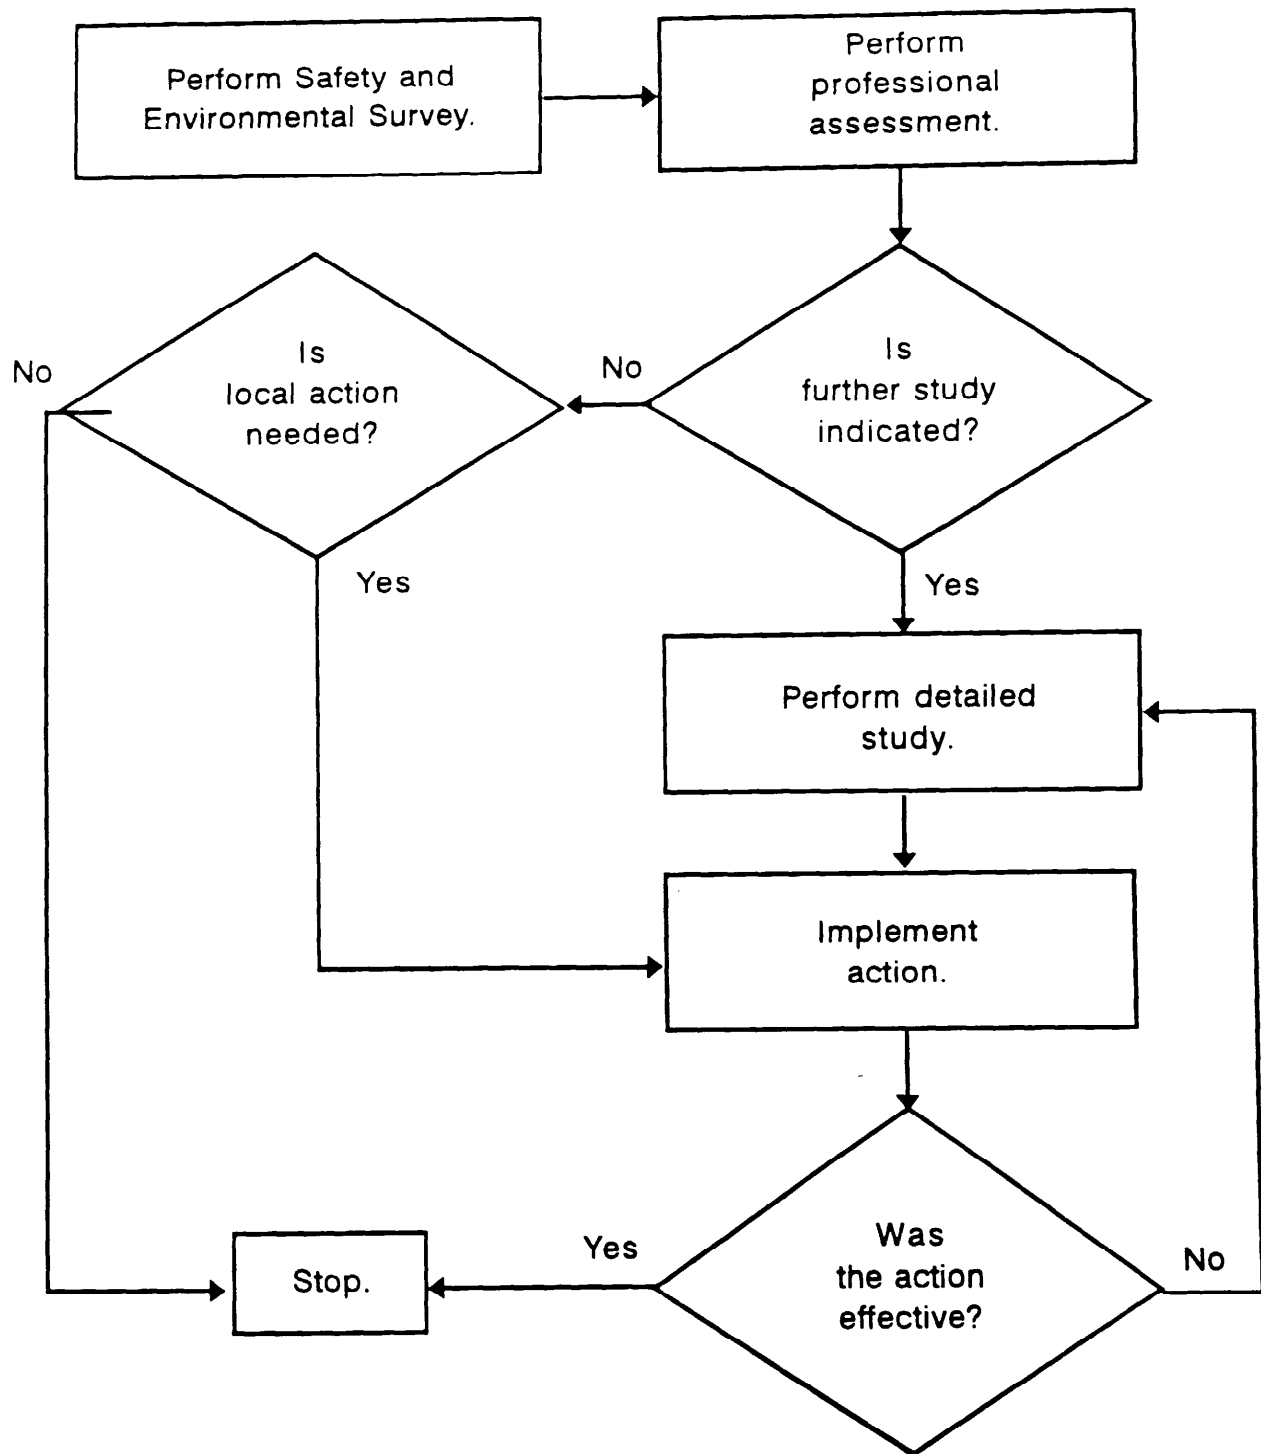 Perform Safety and
Environmental Survey.
Perform
professional
assessment.
Is
further study
indicated?
No
Is
local action
needed?
No
Yes
Yes
Perform detailed
study.
Implement
action.
Was
the action
effective?
No
Yes
Stop.